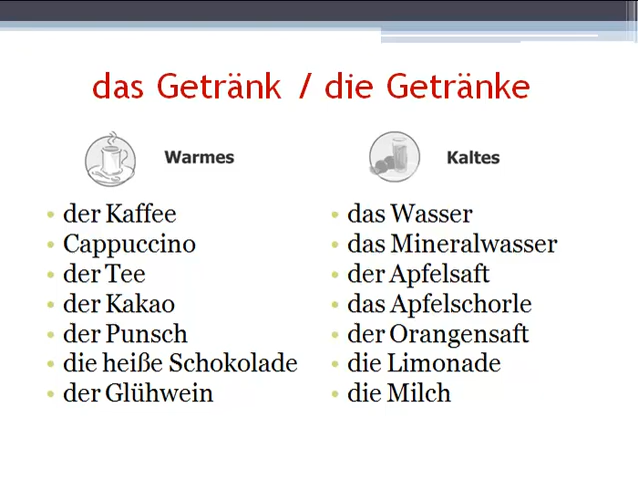 das Getränk / die Getränke
Warmes
der Kaffee
Cappuccino
der Tee
der Kakao
der Punsch
die heiße Schokolade
der Glühwein
Kaltes
das Wasser
das Mineralwasser
der Apfelsaft
das Apfelschorle
der Orangensaft
die Limonade
die Milch